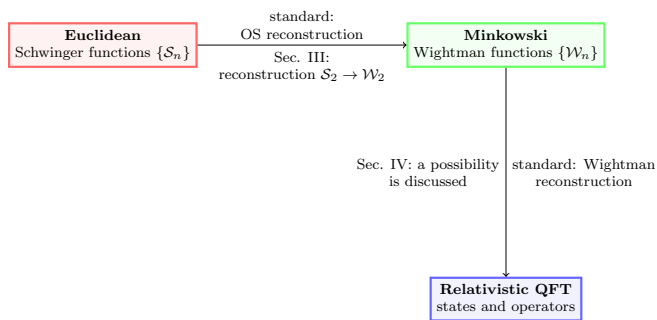 standard:
OS reconstruction
Euclidean
Schwinger functions {𝒮ₙ}
Minkowski
Wightman functions {𝒲ₙ}
Sec. III:
reconstruction 𝒮₂ → 𝒲₂
Sec. IV: a possibility
is discussed
standard: Wightman
reconstruction
Relativistic QFT
states and operators